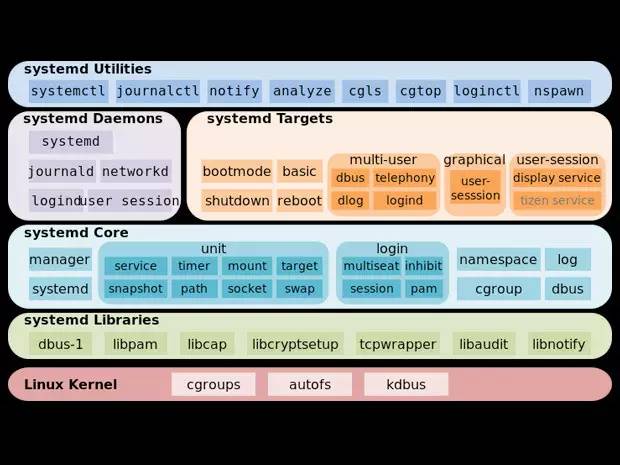 systemd Utilities
systemctl journalctl notify analyze cgls cgtop loginctl nspawn
systemd Daemons
systemd
journald networkd
logind user session
systemd Targets
bootmode basic
shutdown reboot
multi-user
dbus telephony
dlog logind
graphical
user-
sesssion
user-session
display service
tizen service
systemd Core
manager
systemd
unit
service timer mount target
snapshot path socket swap
login
multiseat inhibit
session pam
namespace log
cgroup dbus
systemd Libraries
dbus-1 libpam libcap libcryptsetup tcpwrapper libaudit libnotify
Linux Kernel cgroups autofs kdbus